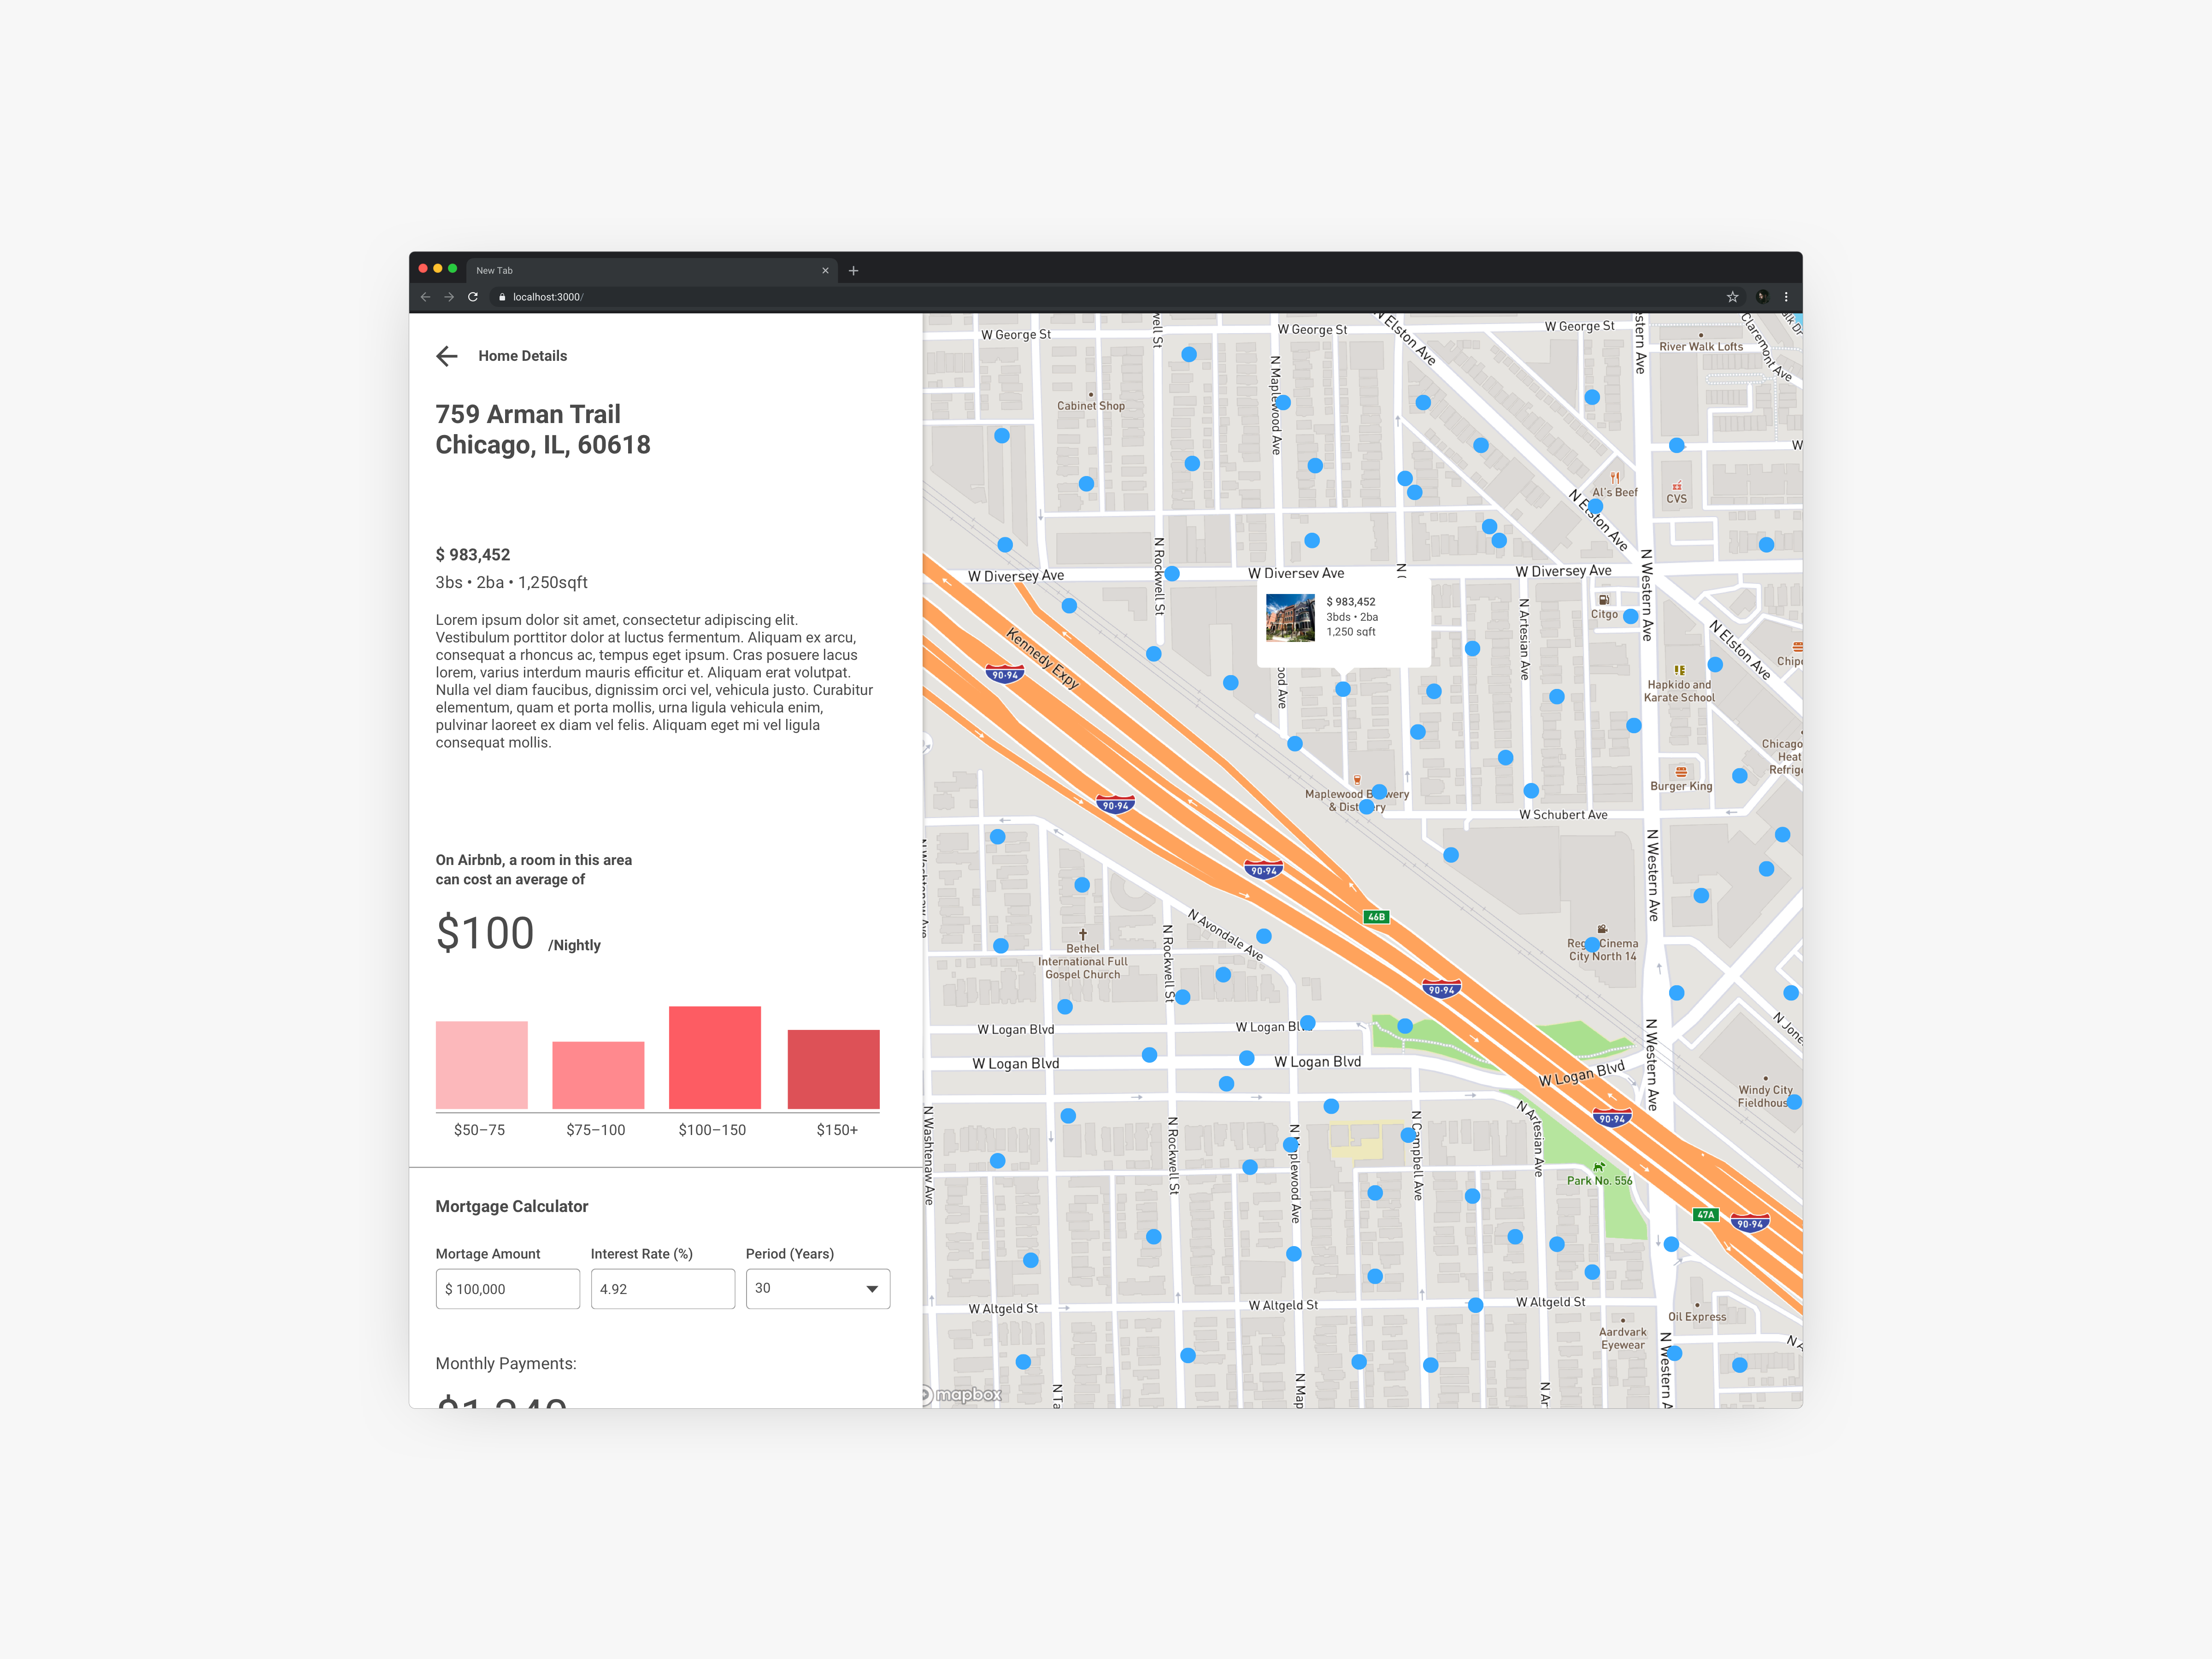 New Tab
localhost:3000/
Home Details
759 Arman Trail
Chicago, IL, 60618
$ 983,452
3bs • 2ba • 1,250sqft
Lorem ipsum dolor sit amet, consectetur adipiscing elit.
Vestibulum porttitor dolor at luctus fermentum. Aliquam ex arcu,
consequat a rhoncus ac, tempus eget ipsum. Cras posuere lacus
lorem, varius interdum mauris efficitur et. Aliquam erat volutpat.
Nulla vel diam faucibus, dignissim orci vel, vehicula justo. Curabitur
elementum, quam et porta mollis, urna ligula vehicula enim,
pulvinar laoreet ex diam vel felis. Aliquam eget mi vel ligula
consequat mollis.
On Airbnb, a room in this area
can cost an average of
$100 /Nightly
$50–75 $75–100 $100–150 $150+
Mortgage Calculator
Mortage Amount Interest Rate (%) Period (Years)
$ 100,000 4.92 30
Monthly Payments:
W George St
W George St
N Elston Ave
W George St
River Walk Lofts
Claremont Ave
Cabinet Shop
N Maplewood Ave
Al's Beef
CVS
N Elston Ave
N Rockwell St
W Diversey Ave
W Diversey Ave
W Diversey Ave
N Western Ave
$ 983,452
3bds • 2ba
1,250 sqft
N Artesian Ave
Citgo
N Elston Ave
Kennedy Expy
90-94
Hapkido and
Karate School
Chicago
Heat
Burger King
90-94
Maplewood Brewery
& Distillery
W Schubert Ave
N Western Ave
90-94
46B
N Avondale Ave
Bethel
International Full
Gospel Church
N Rockwell St
Regal Cinema
City North 14
90-94
W Logan Blvd
W Logan Blvd
W Logan Blvd
W Logan Blvd
W Logan Blvd
N Western Ave
Windy City
Fieldhouse
90-94
N Washtenaw Ave
N Rockwell St
N Maplewood Ave
N Campbell Ave
N Artesian Ave
Park No. 556
47A
90-94
W Altgeld St
W Altgeld St
W Altgeld St
Oil Express
Aardvark
Eyewear
mapbox